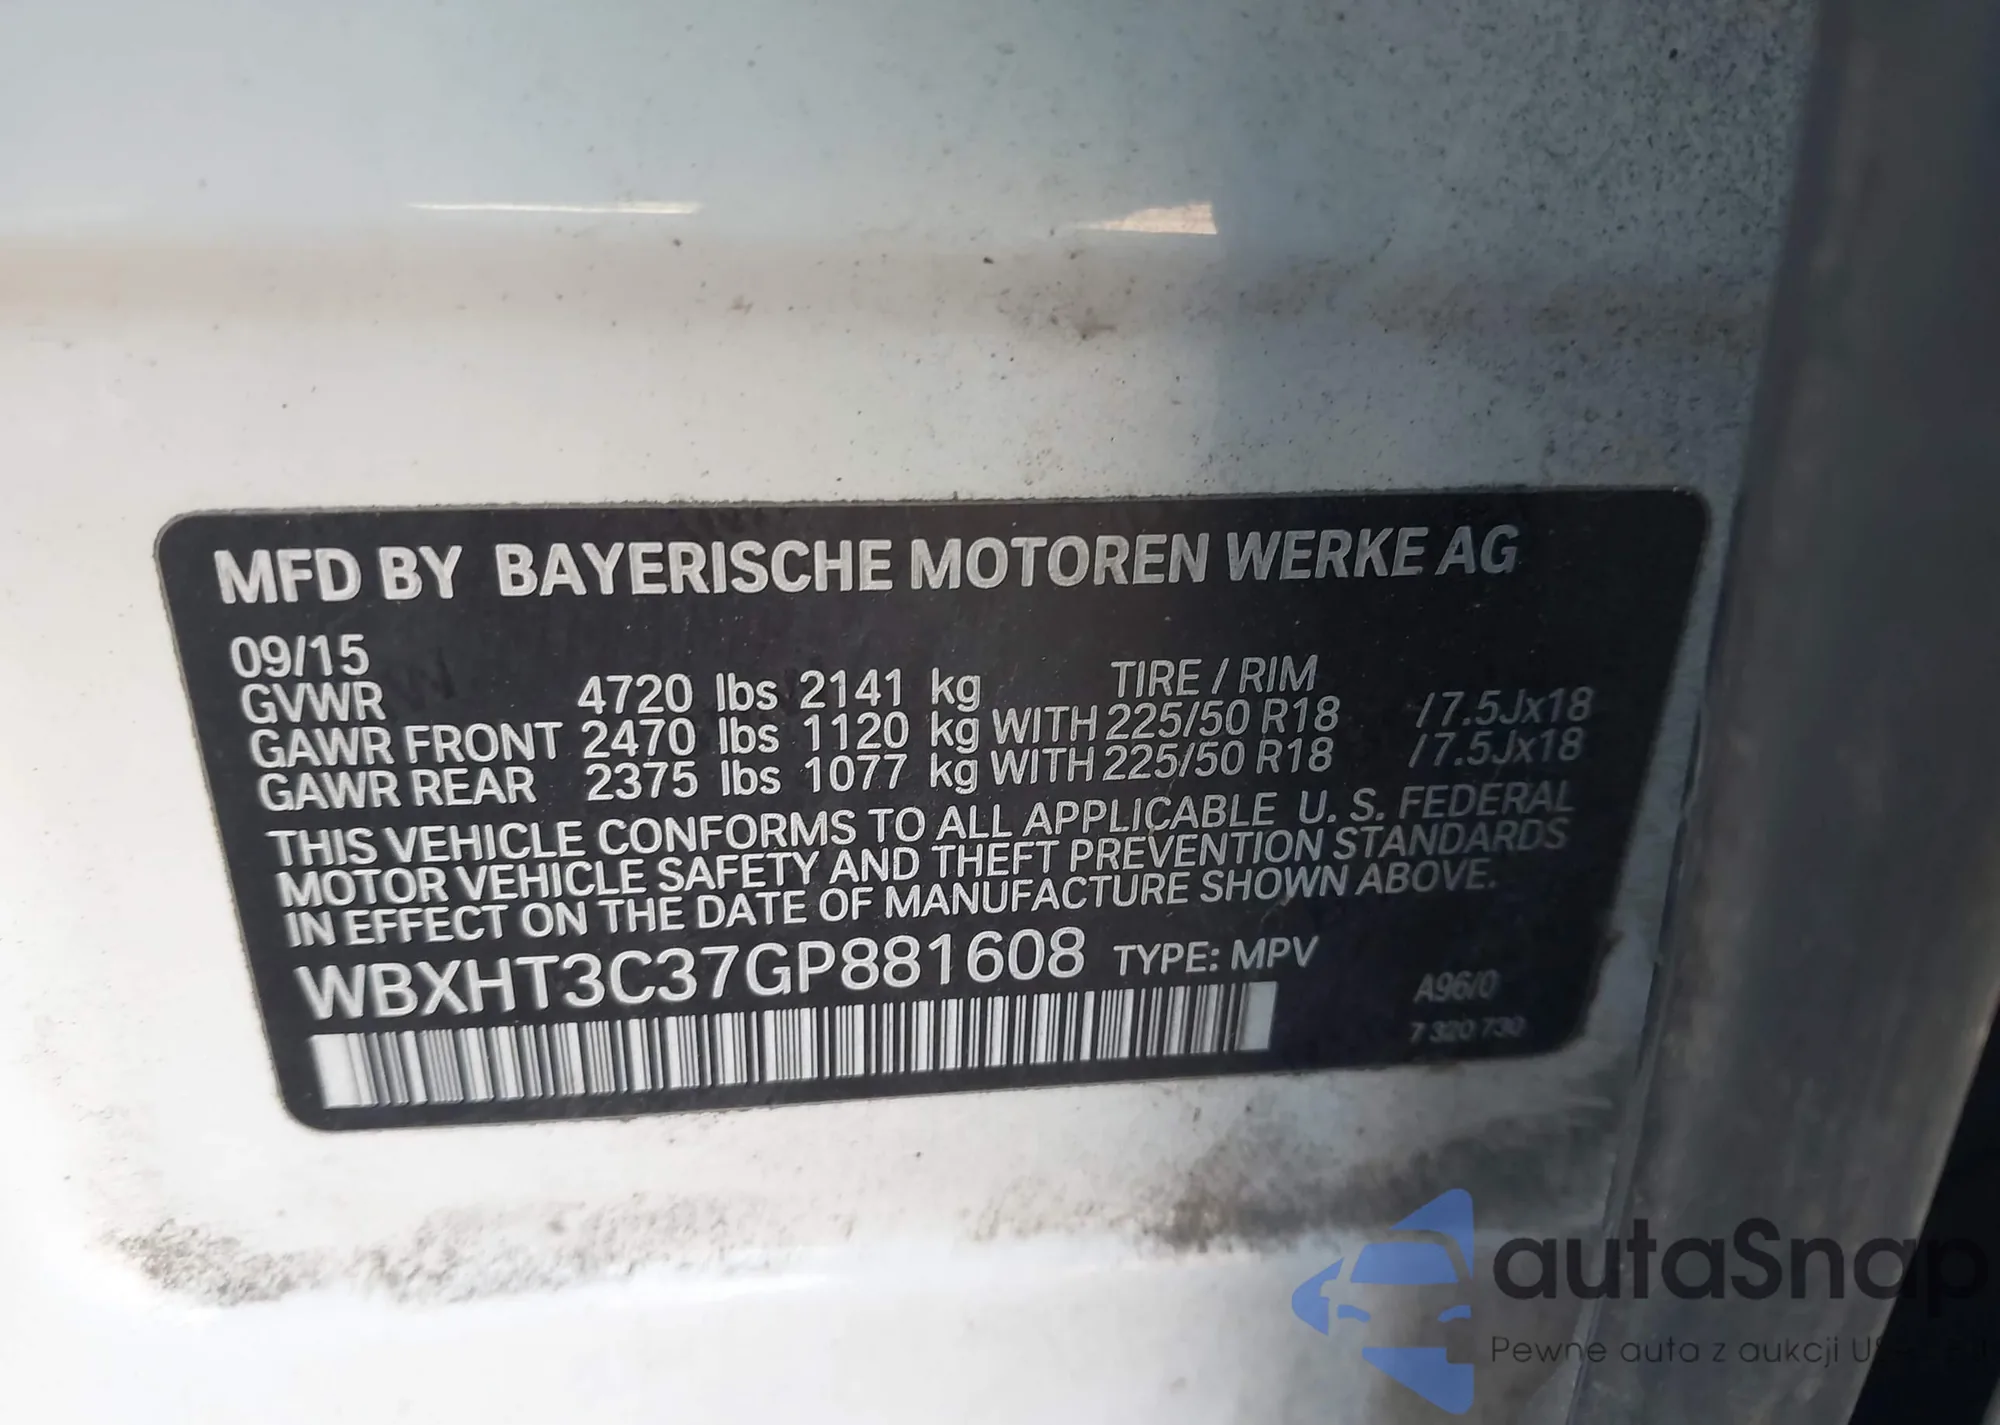 MFD BY BAYERISCHE MOTOREN WERKE AG
09/15
TIRE / RIM
GVWR 4720 lbs 2141 kg
GAWR FRONT 2470 lbs 1120 kg WITH 225/50 R18 /7.5Jx18
GAWR REAR 2375 lbs 1077 kg WITH 225/50 R18 /7.5Jx18
THIS VEHICLE CONFORMS TO ALL APPLICABLE U. S. FEDERAL
MOTOR VEHICLE SAFETY AND THEFT PREVENTION STANDARDS
IN EFFECT ON THE DATE OF MANUFACTURE SHOWN ABOVE.
WBXHT3C37GP881608 TYPE: MPV
A96/0
7 320 730
autaSnap
Pewne auta z aukcji